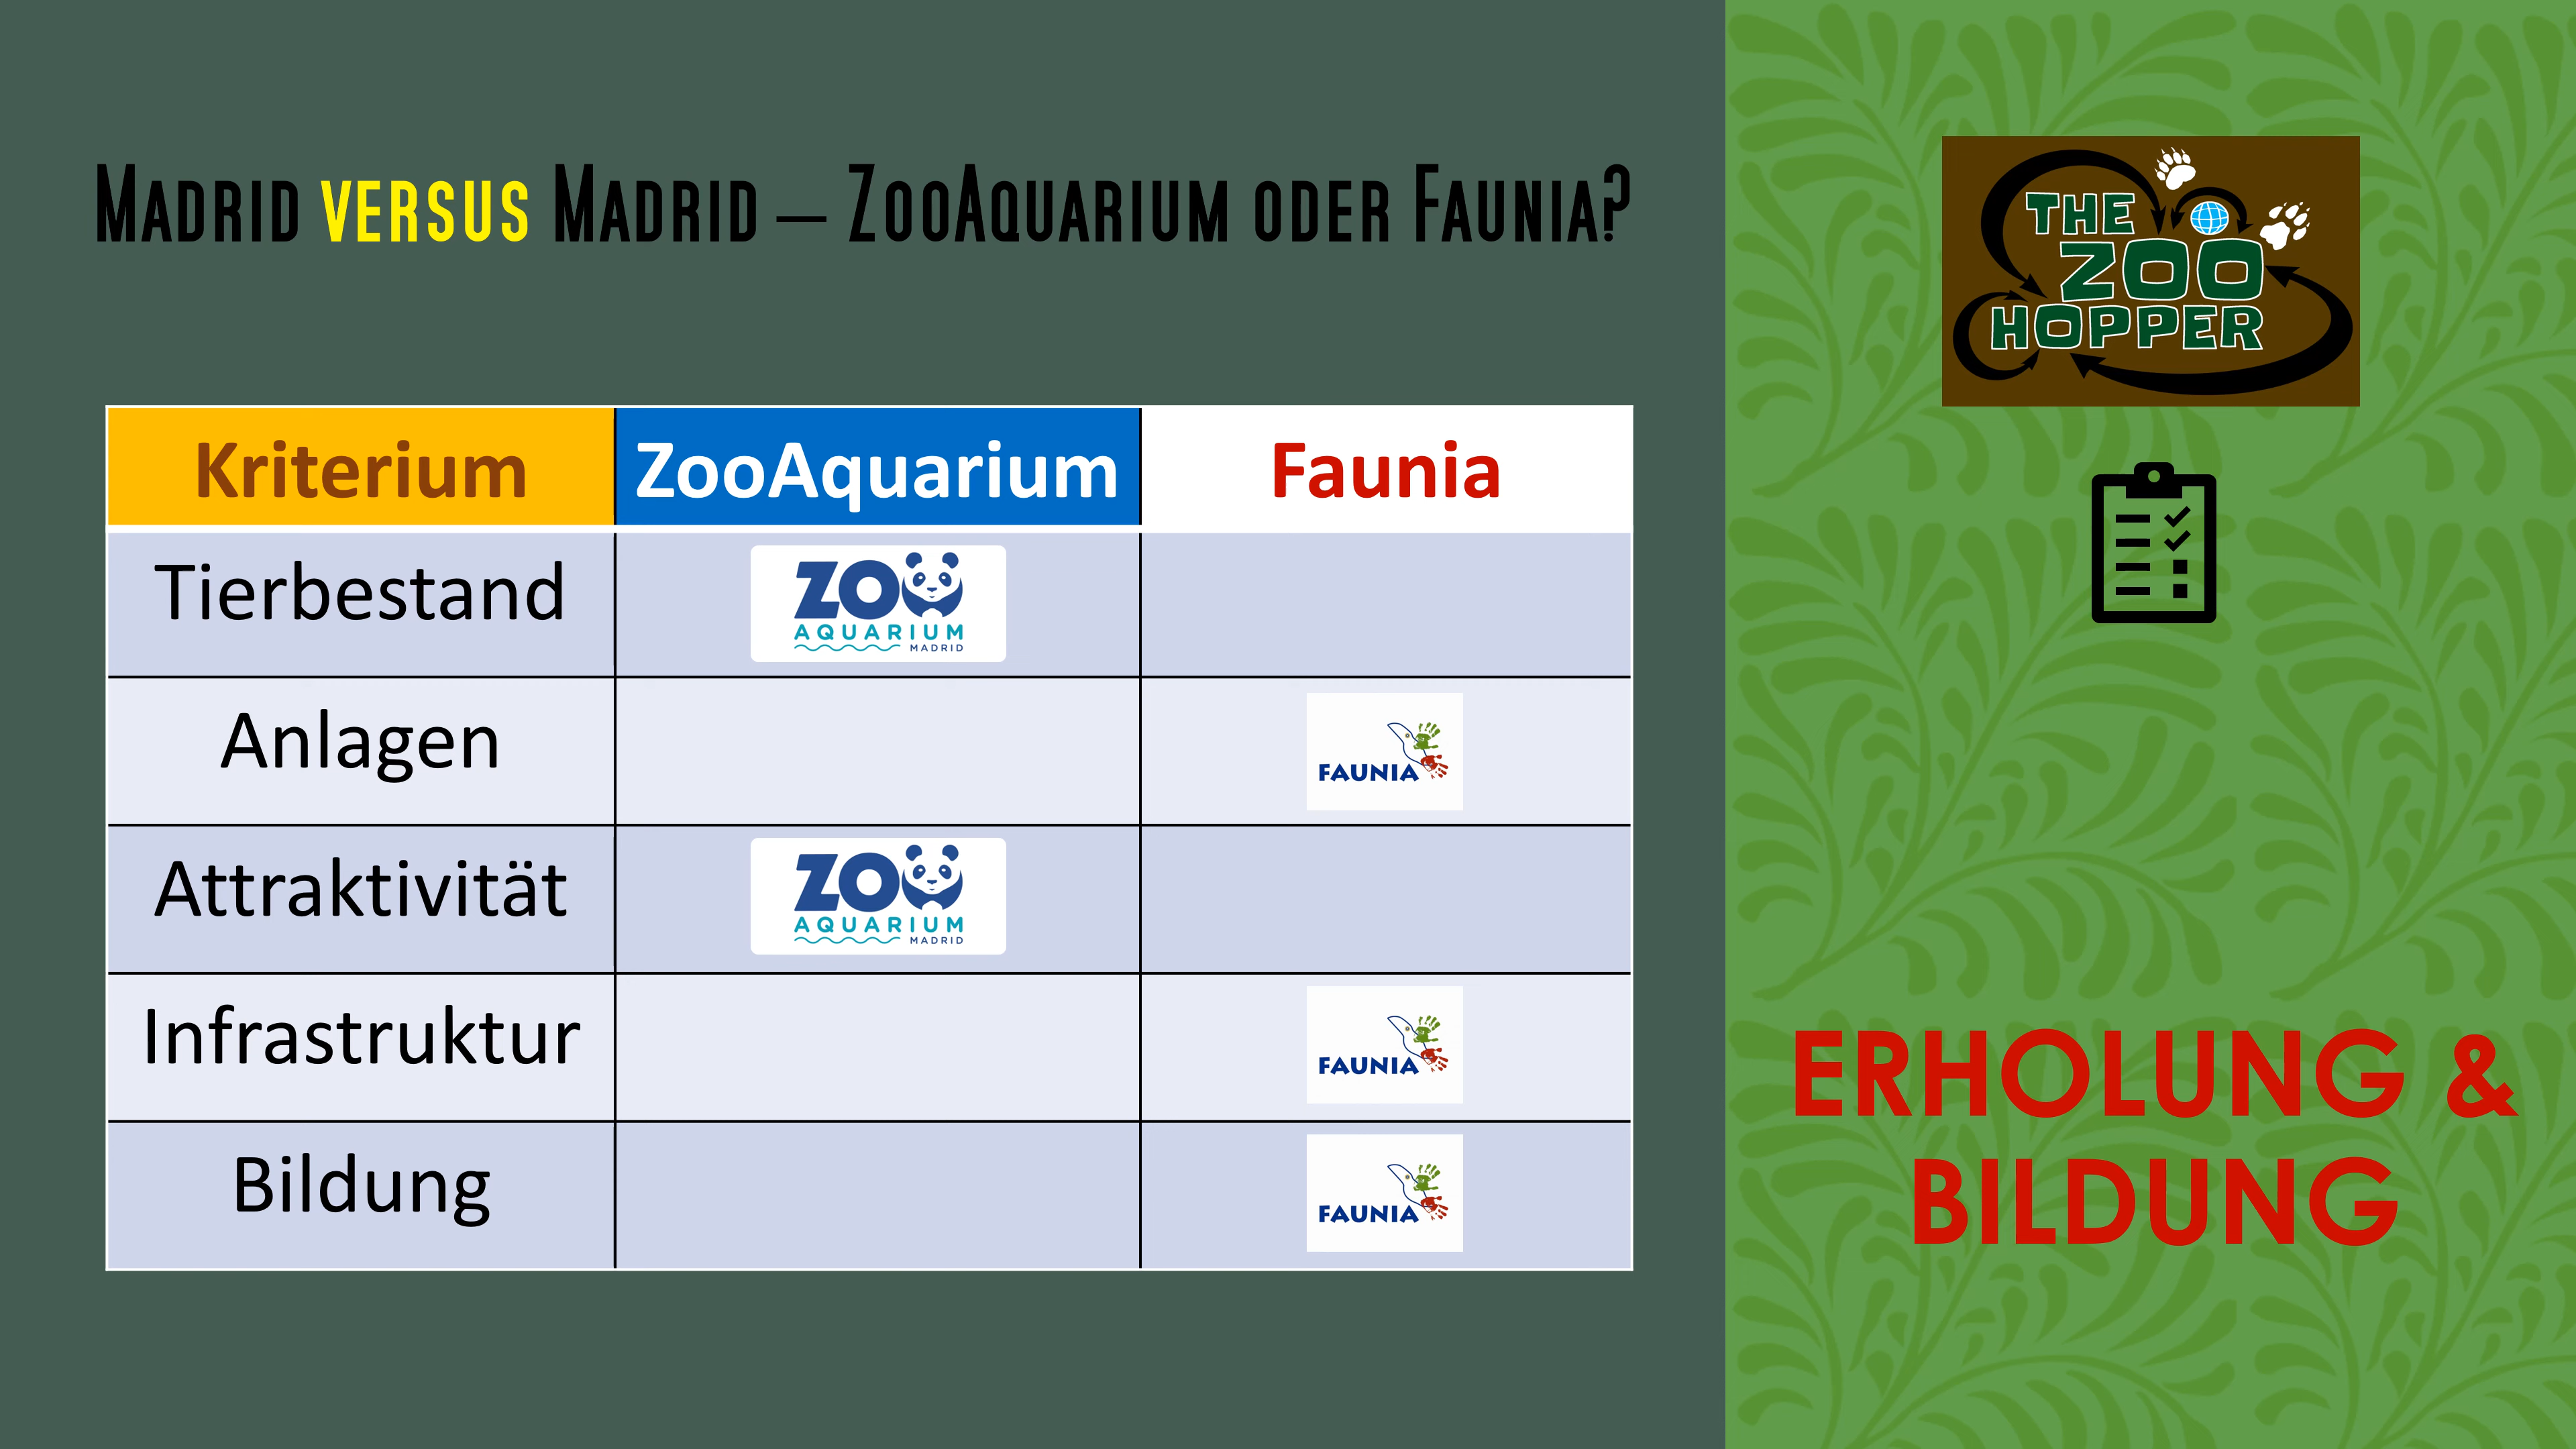 Madrid versus Madrid – ZooAquarium oder Faunia?
Kriterium ZooAquarium Faunia
Tierbestand
ZOO
AQUARIUM
MADRID
Anlagen
FAUNIA
Attraktivität
ZOO
AQUARIUM
MADRID
Infrastruktur
FAUNIA
Bildung
FAUNIA
THE
ZOO
HOPPER
ERHOLUNG &
BILDUNG